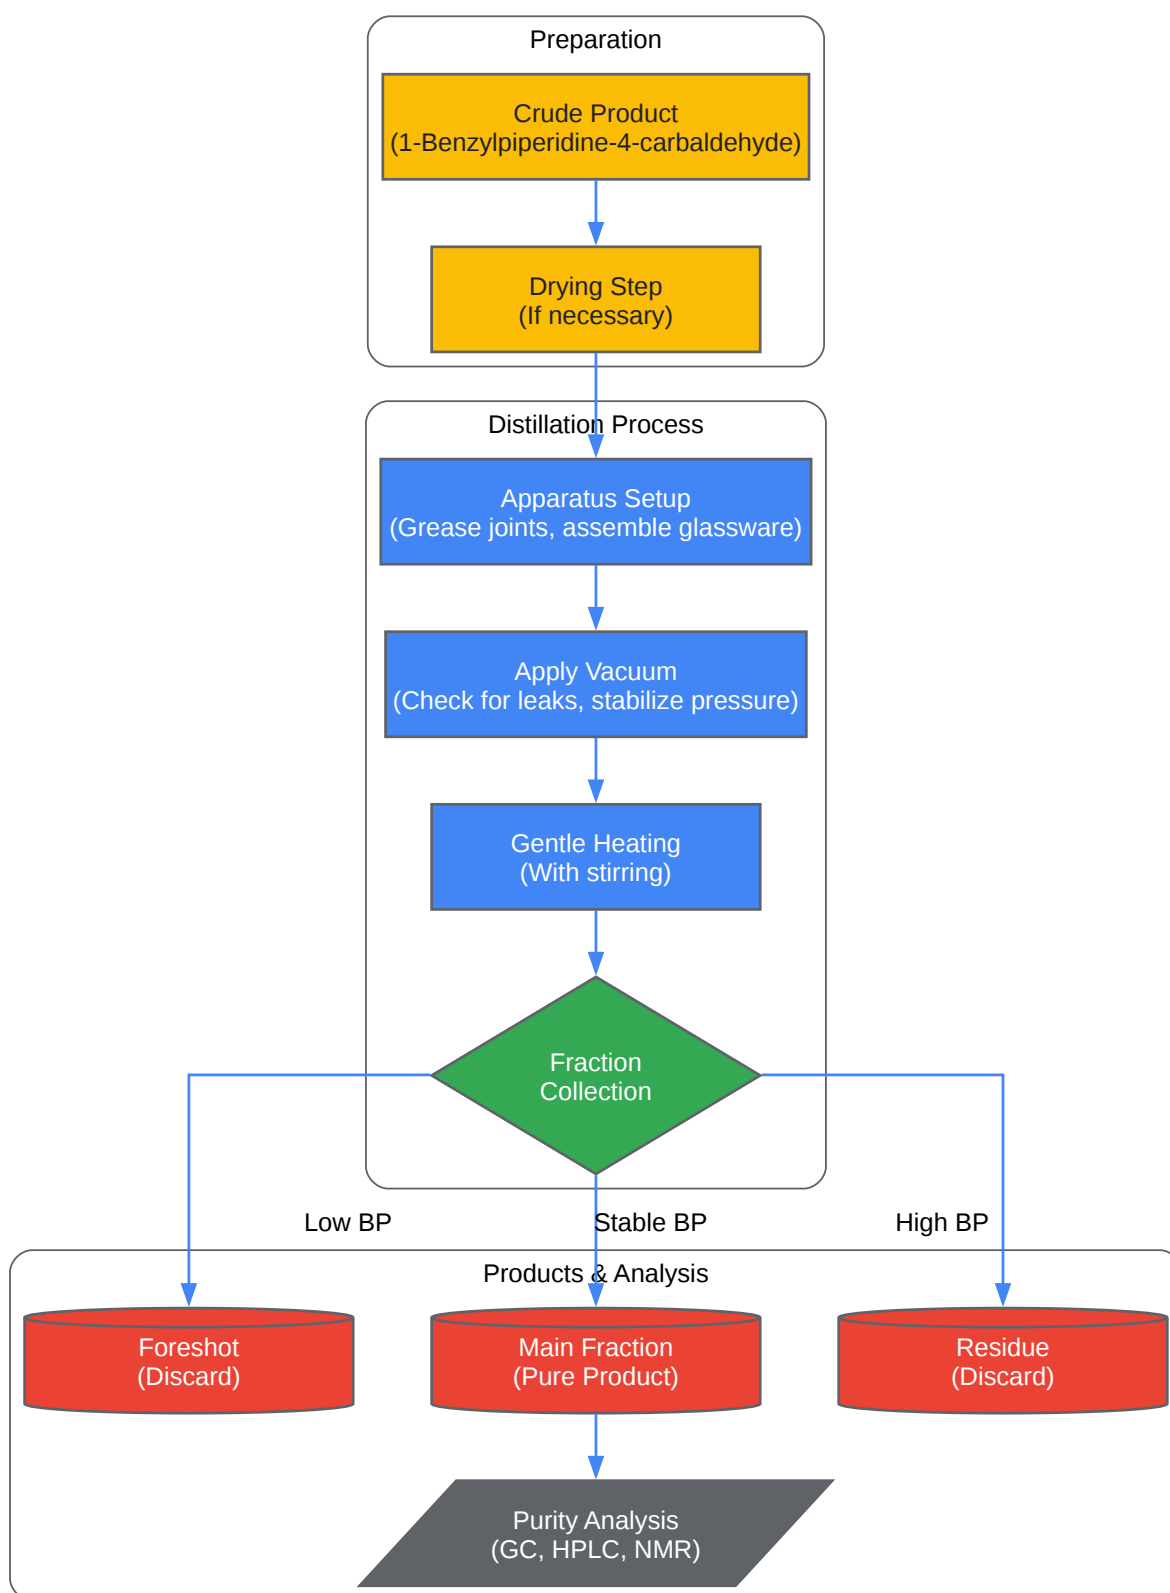 Preparation
Crude Product
(1-Benzylpiperidine-4-carbaldehyde)
Drying Step
(If necessary)
Distillation Process
Apparatus Setup
(Grease joints, assemble glassware)
Apply Vacuum
(Check for leaks, stabilize pressure)
Gentle Heating
(With stirring)
Fraction
Collection
Low BP
Stable BP
High BP
Products & Analysis
Foreshot
(Discard)
Main Fraction
(Pure Product)
Residue
(Discard)
Purity Analysis
(GC, HPLC, NMR)